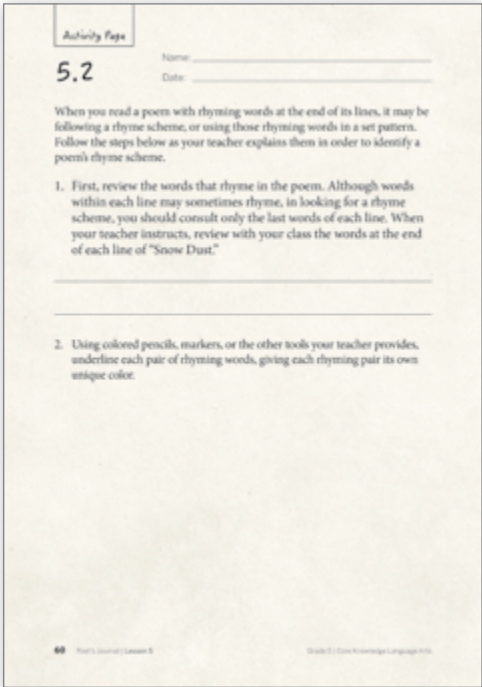 Activity Page
5.2
Name:
Date:
When you read a poem with rhyming words at the end of its lines, it may be
following a rhyme scheme, or using those rhyming words in a set pattern.
Follow the steps below as your teacher explains them in order to identify a
poem's rhyme scheme.
1. First, review the words that rhyme in the poem. Although words
within each line may sometimes rhyme, in looking for a rhyme
scheme, you should consult only the last words of each line. When
your teacher instructs, review with your class the words at the end
of each line of “Snow Dust.”
2. Using colored pencils, markers, or the other tools your teacher provides,
underline each pair of rhyming words, giving each rhyming pair its own
unique color.
60 Poet's Journal | Lesson 5
Grade 5 | Core Knowledge Language Arts